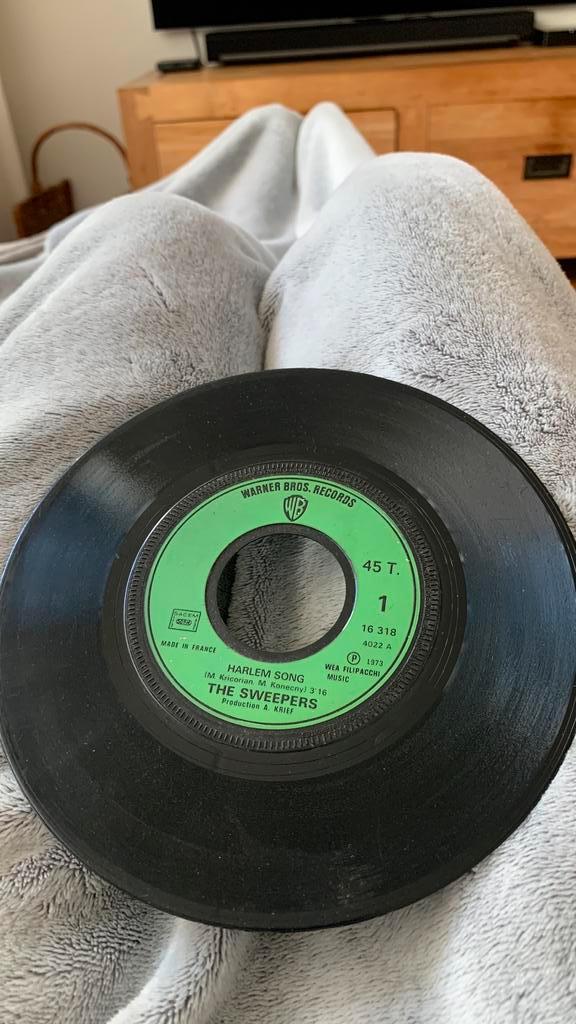 WARNER BROS. RECORDS
WB
45 T.
1
16 318
4022 A
SACEM
MADE IN FRANCE
℗ 1973
WEA FILIPACCHI
MUSIC
HARLEM SONG
(M. Kricorian. M. Konecny) 3'16
THE SWEEPERS
Production A. KRIEF